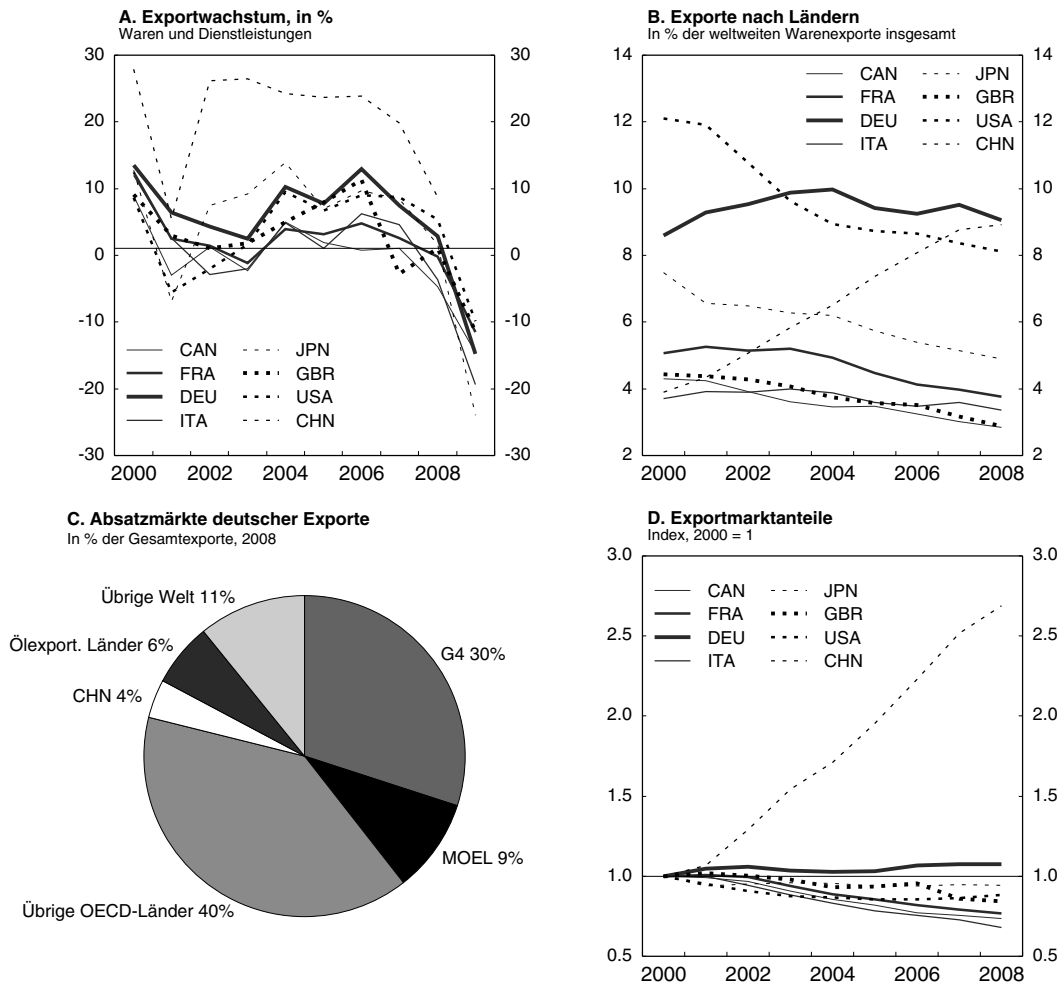 A. Exportwachstum, in %
Waren und Dienstleistungen
30 30
20 20
10 10
0 0
-10 -10
-20 -20
-30 -30
CAN JPN
FRA GBR
DEU USA
ITA CHN
2000 2002 2004 2006 2008
B. Exporte nach Ländern
In % der weltweiten Warenexporte insgesamt
14 14
12 12
10 10
8 8
6 6
4 4
2 2
CAN JPN
FRA GBR
DEU USA
ITA CHN
2000 2002 2004 2006 2008
C. Absatzmärkte deutscher Exporte
In % der Gesamtexporte, 2008
Übrige Welt 11%
Ölexport. Länder 6%
G4 30%
CHN 4%
MOEL 9%
Übrige OECD-Länder 40%
D. Exportmarktanteile
Index, 2000 = 1
3.0 3.0
2.5 2.5
2.0 2.0
1.5 1.5
1.0 1.0
0.5 0.5
CAN JPN
FRA GBR
DEU USA
ITA CHN
2000 2002 2004 2006 2008